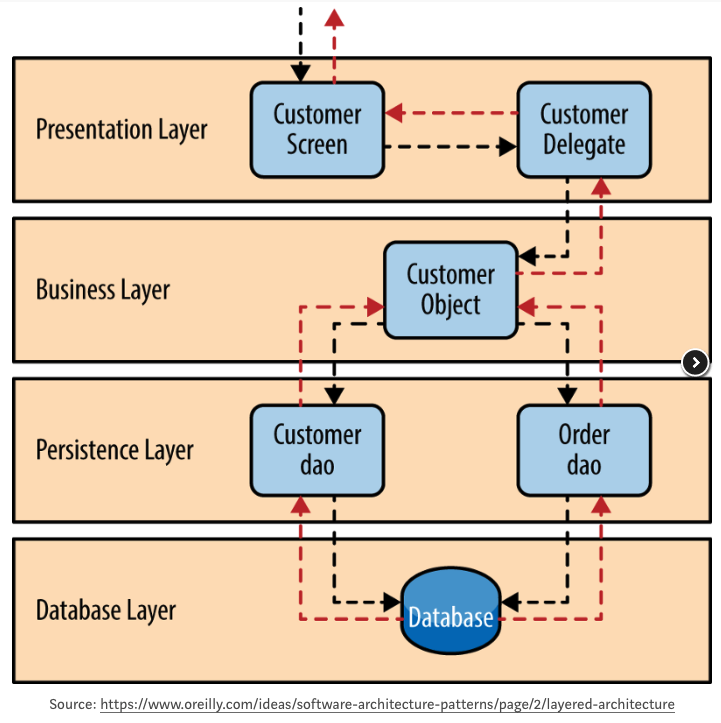 Presentation Layer
Customer
Screen
Customer
Delegate
Business Layer
Customer
Object
Persistence Layer
Customer
dao
Order
dao
Database Layer
Database
Source: https://www.oreilly.com/ideas/software-architecture-patterns/page/2/layered-architecture